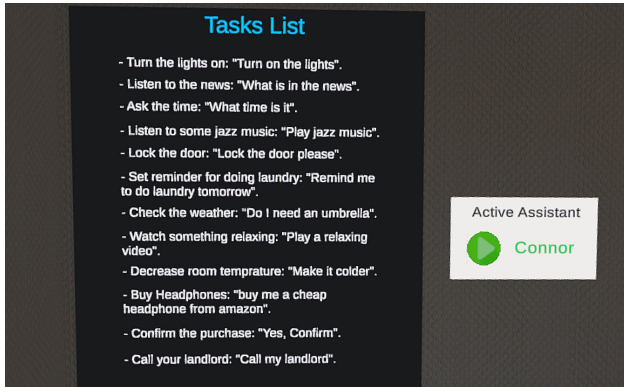 Tasks List
- Turn the lights on: "Turn on the lights".
- Listen to the news: "What is in the news".
- Ask the time: "What time is it".
- Listen to some jazz music: "Play jazz music".
- Lock the door: "Lock the door please".
- Set reminder for doing laundry: "Remind me
to do laundry tomorrow".
- Check the weather: "Do I need an umbrella".
- Watch something relaxing: "Play a relaxing
video".
- Decrease room temprature: "Make it colder".
- Buy Headphones: "buy me a cheap
headphone from amazon".
- Confirm the purchase: "Yes, Confirm".
- Call your landlord: "Call my landlord".
Active Assistant
Connor